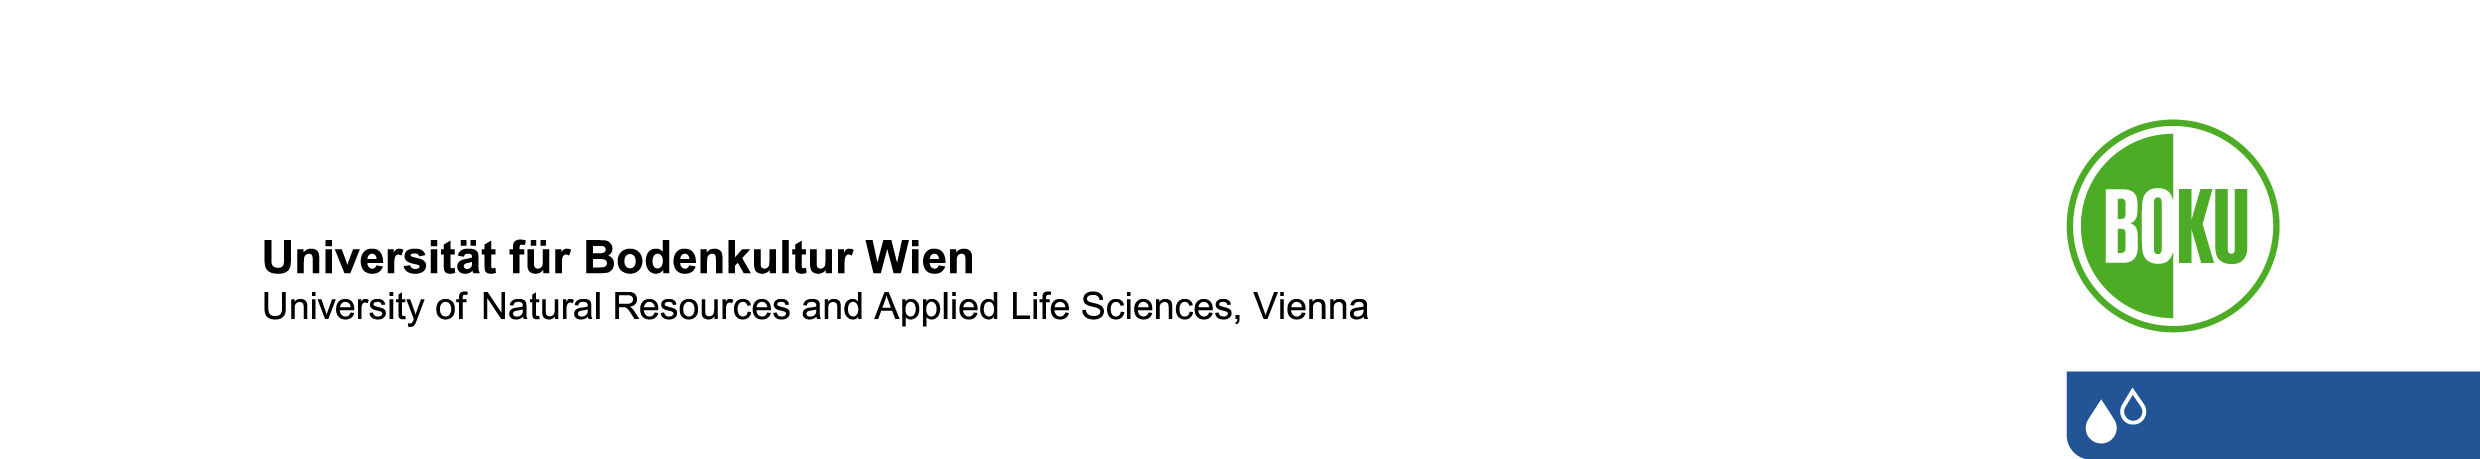 Universität für Bodenkultur Wien
University of Natural Resources and Applied Life Sciences, Vienna
BOKU